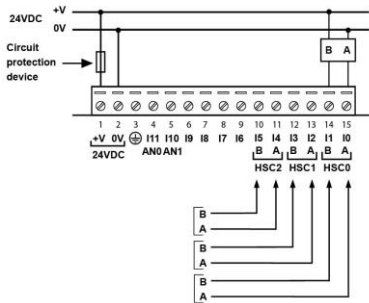 +V
24VDC
0V
Circuit
protection
device
B A
1 2 3 4 5 6 7 8 9 10 11 12 13 14 15
+V 0V I11 I10 I9 I8 I7 I6 I5 I4 I3 I2 I1 I0
24VDC AN0 AN1 B A B A B A
HSC2 HSC1 HSC0
B
A
B
A
B
A